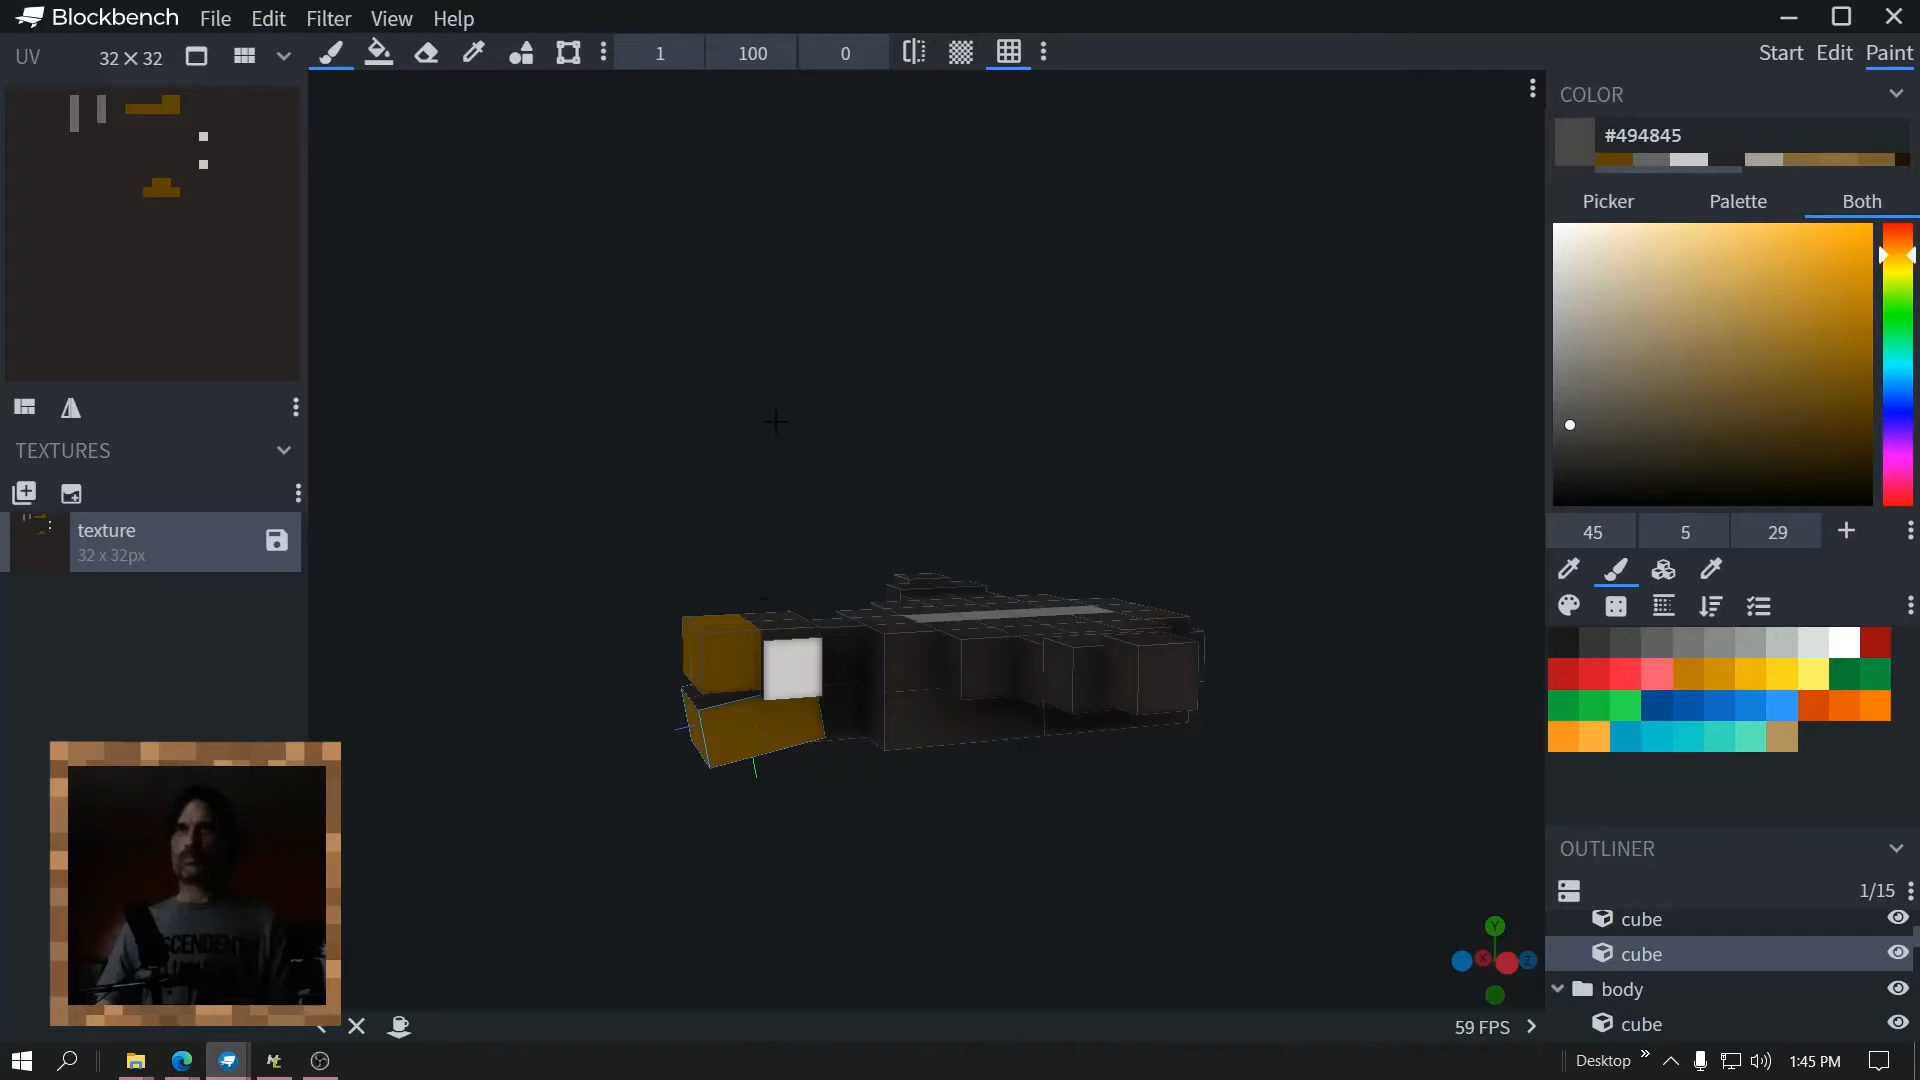 Blockbench File Edit Filter View Help
UV 32 × 32 1 100 0 Start Edit Paint
COLOR
#494845
Picker Palette Both
TEXTURES
texture
32 x 32px
45 5 29
OUTLINER
1/15
cube
cube
body
cube
59 FPS
Desktop 1:45 PM